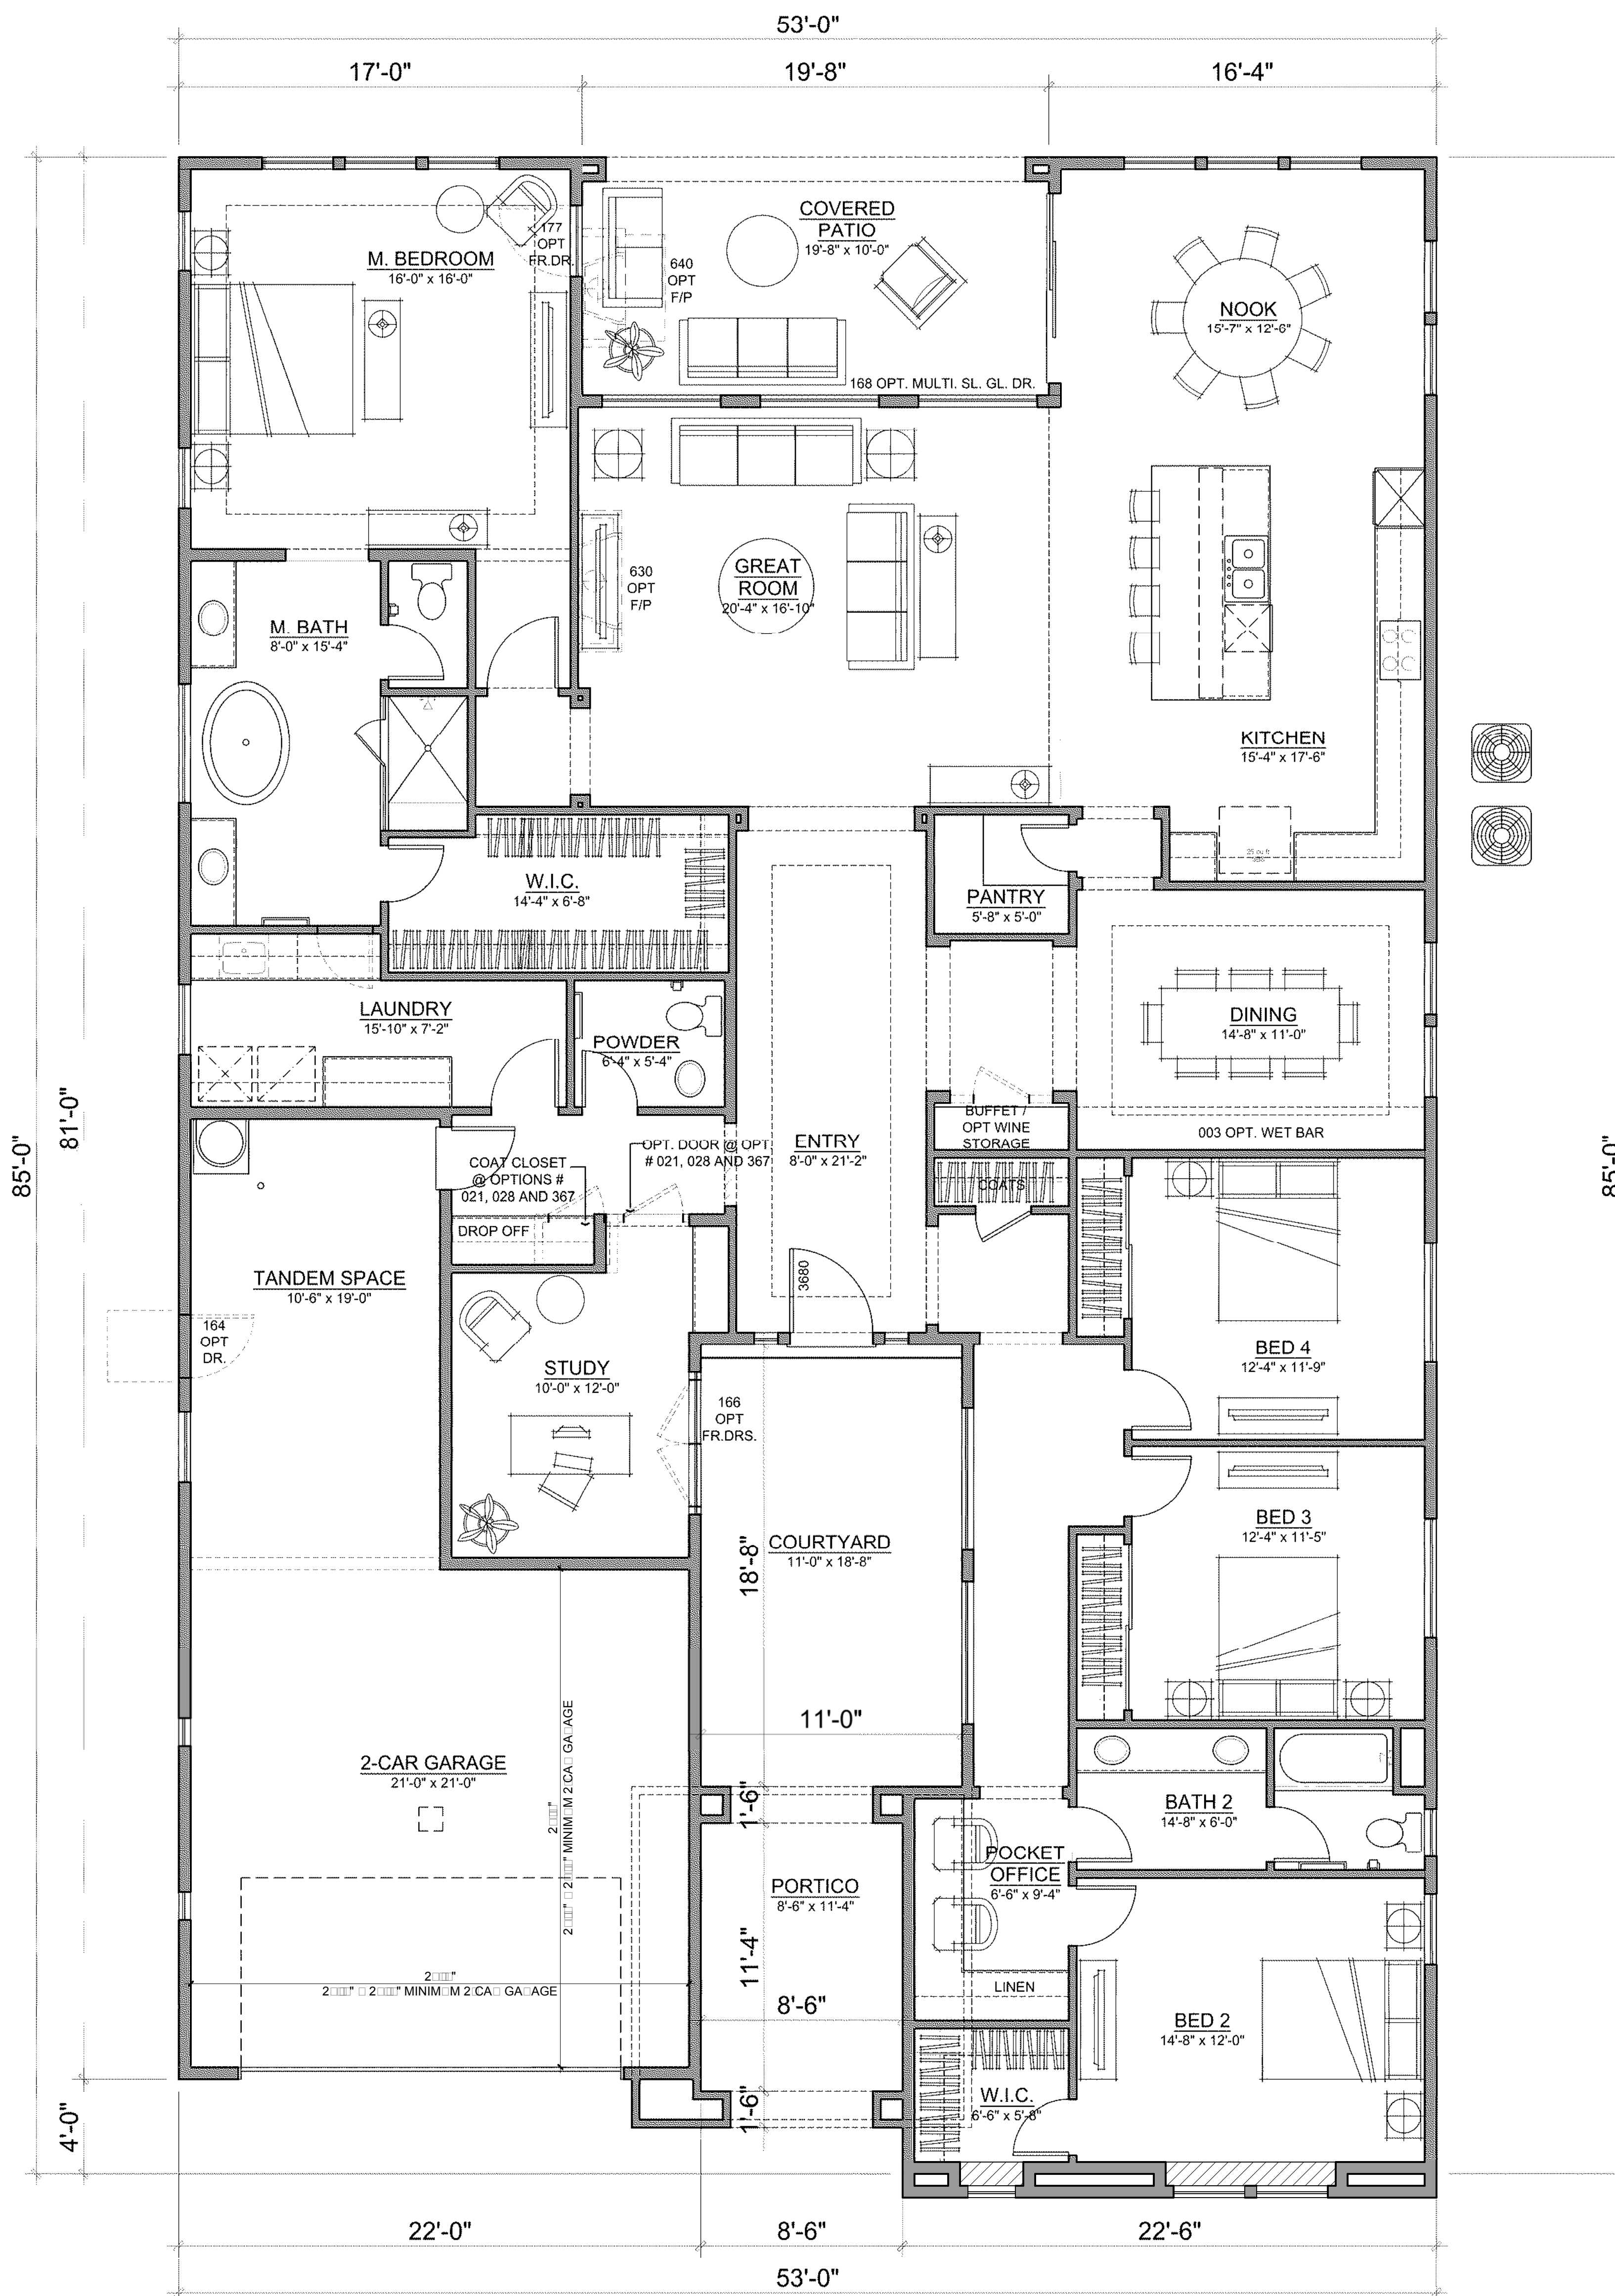 53'-0"
17'-0"
19'-8"
16'-4"
COVERED
PATIO
19'-8" x 10'-0"
M. BEDROOM
16'-0" x 16'-0"
177
OPT
FR.DR.
640
OPT
F/P
NOOK
15'-7" x 12'-6"
168 OPT. MULTI. SL. GL. DR.
GREAT
ROOM
20'-4" x 16'-10"
630
OPT
F/P
M. BATH
8'-0" x 15'-4"
KITCHEN
15'-4" x 17'-6"
W.I.C.
14'-4" x 6'-8"
PANTRY
5'-8" x 5'-0"
LAUNDRY
15'-10" x 7'-2"
POWDER
6'-4" x 5'-4"
DINING
14'-8" x 11'-0"
BUFFET /
OPT WINE
STORAGE
003 OPT. WET BAR
85'-0"
81'-0"
85'-0"
COAT CLOSET
@ OPTIONS #
021, 028 AND 367
OPT. DOOR @ OPT
# 021, 028 AND 367
ENTRY
8'-0" x 21'-2"
COATS
DROP OFF
3680
TANDEM SPACE
10'-6" x 19'-0"
164
OPT
DR.
STUDY
10'-0" x 12'-0"
166
OPT
FR.DRS.
BED 4
12'-4" x 11'-9"
BED 3
12'-4" x 11'-5"
COURTYARD
11'-0" x 18'-8"
18'-8"
11'-0"
2-CAR GARAGE
21'-0" x 21'-0"
1'-6"
BATH 2
14'-8" x 6'-0"
POCKET
OFFICE
6'-6" x 9'-4"
PORTICO
8'-6" x 11'-4"
11'-4"
8'-6"
LINEN
BED 2
14'-8" x 12'-0"
W.I.C.
6'-6" x 5'-8"
1'-6"
4'-0"
22'-0"
8'-6"
22'-6"
53'-0"